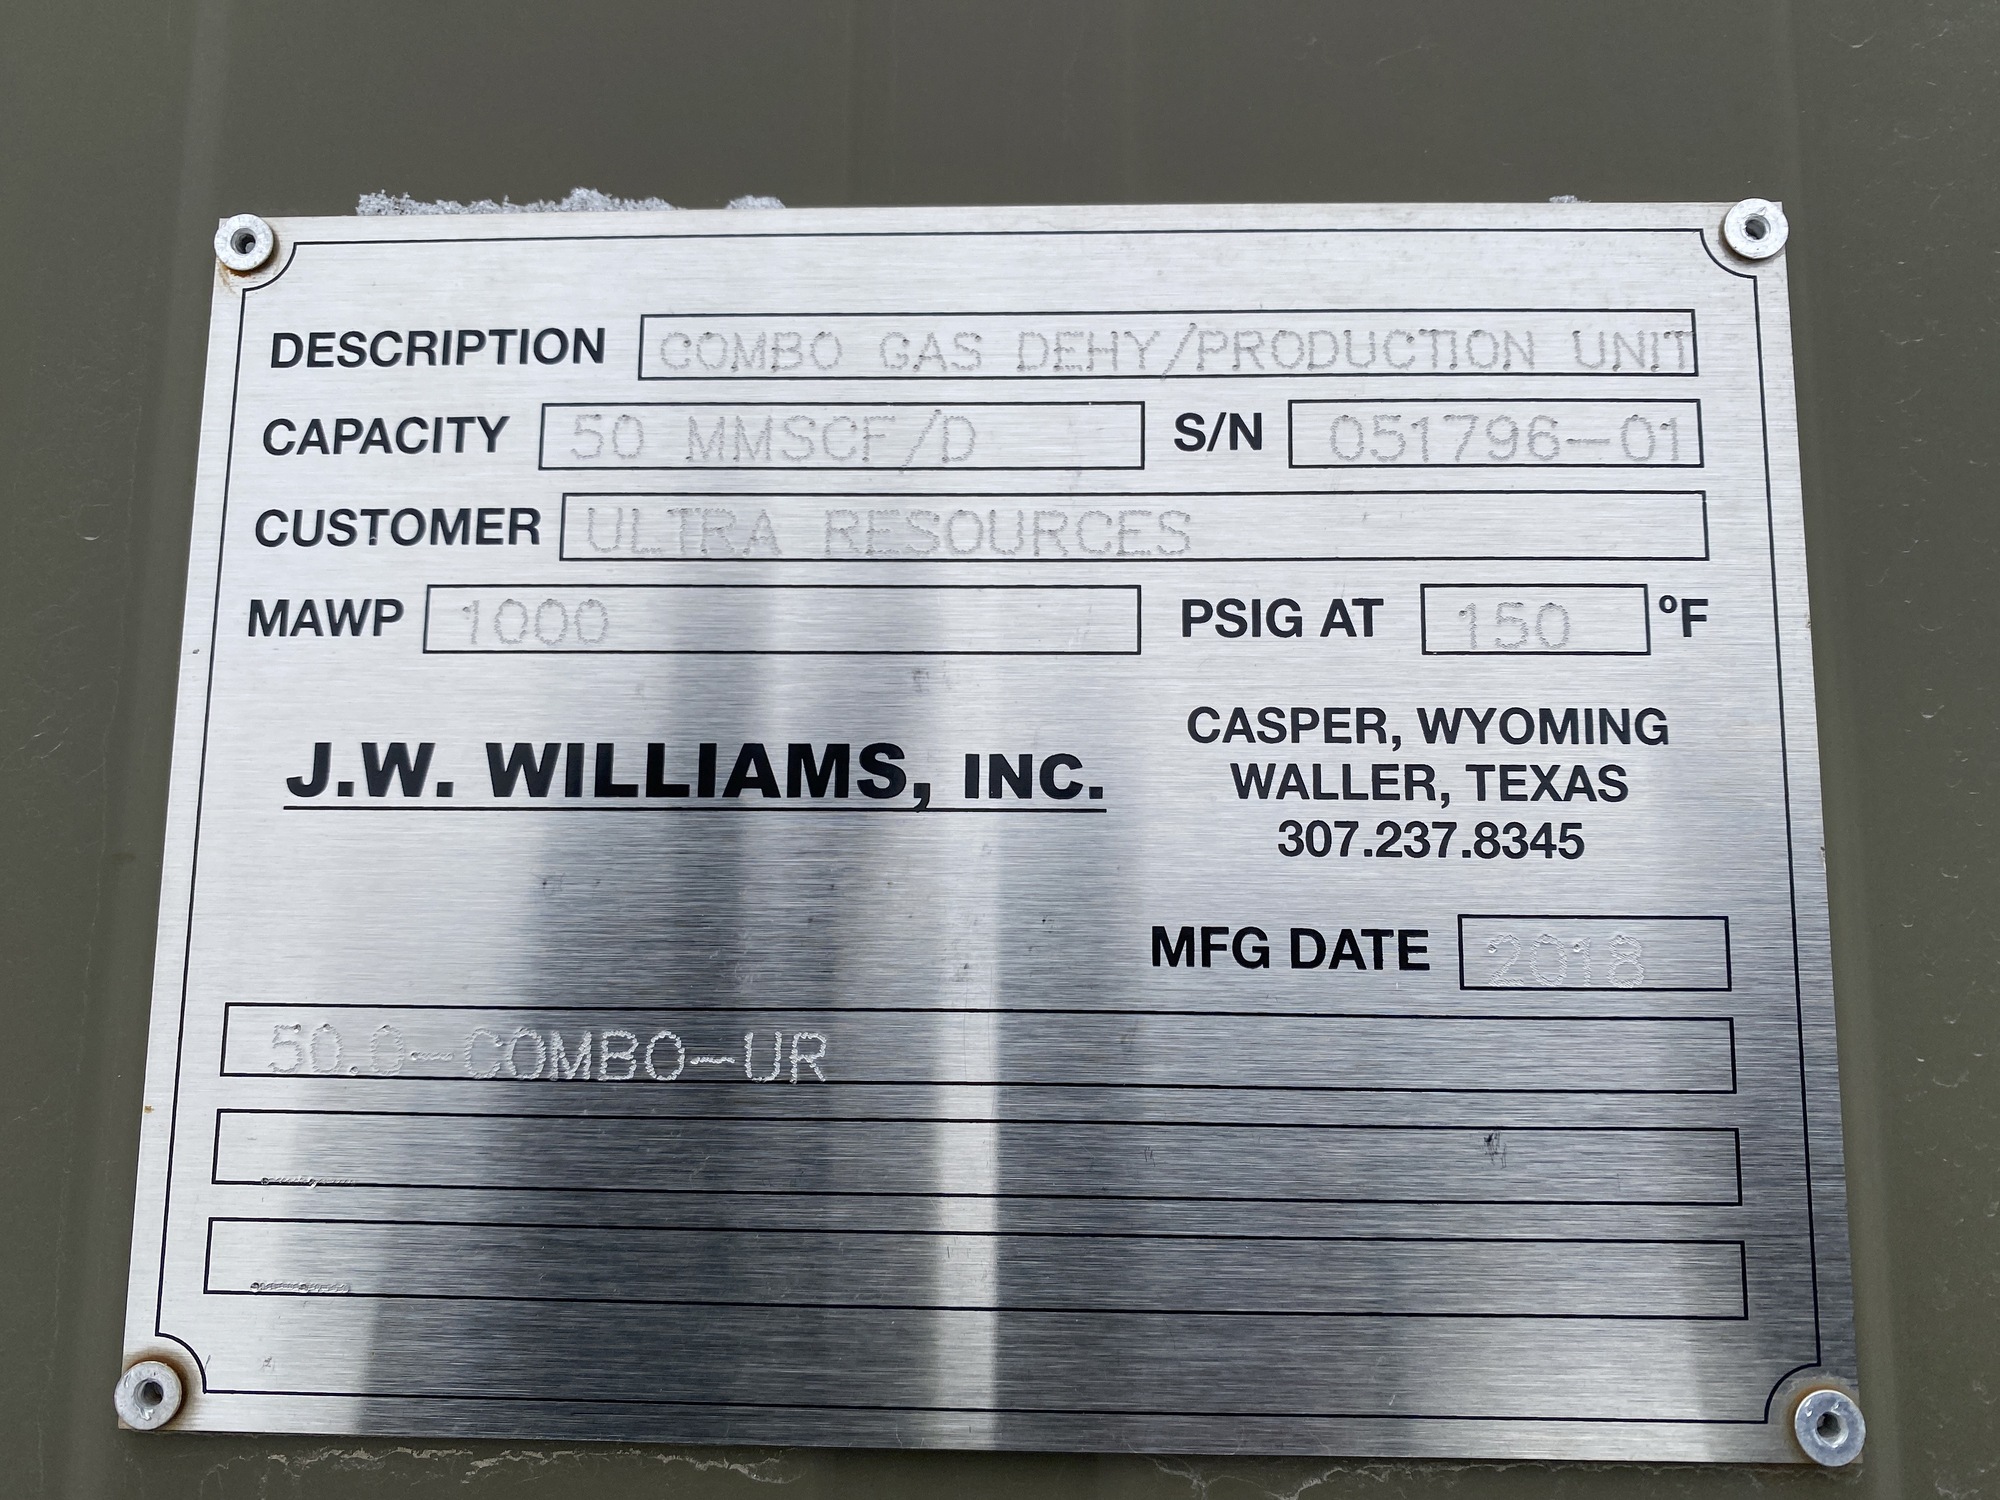 DESCRIPTION COMBO GAS DEHY/PRODUCTION UNIT
CAPACITY 50 MMSCF/D S/N 051796-01
CUSTOMER ULTRA RESOURCES
MAWP 1000 PSIG AT 150 ºF
J.W. WILLIAMS, INC.
CASPER, WYOMING
WALLER, TEXAS
307.237.8345
MFG DATE 2018
50.0-COMBO-UR